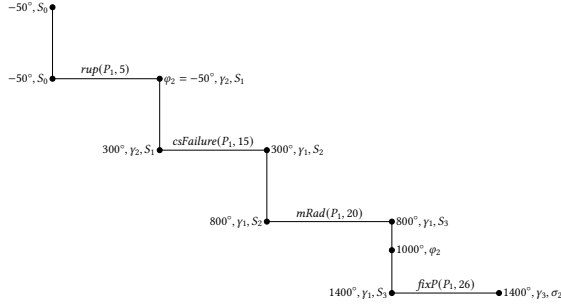 −50°, S₀
rup(P₁, 5)
−50°, S₀
φ₂ = −50°, γ₂, S₁
csFailure(P₁, 15)
300°, γ₂, S₁
300°, γ₁, S₂
mRad(P₁, 20)
800°, γ₁, S₂
800°, γ₁, S₃
1000°, φ₂
fixP(P₁, 26)
1400°, γ₁, S₃
1400°, γ₃, σ₂